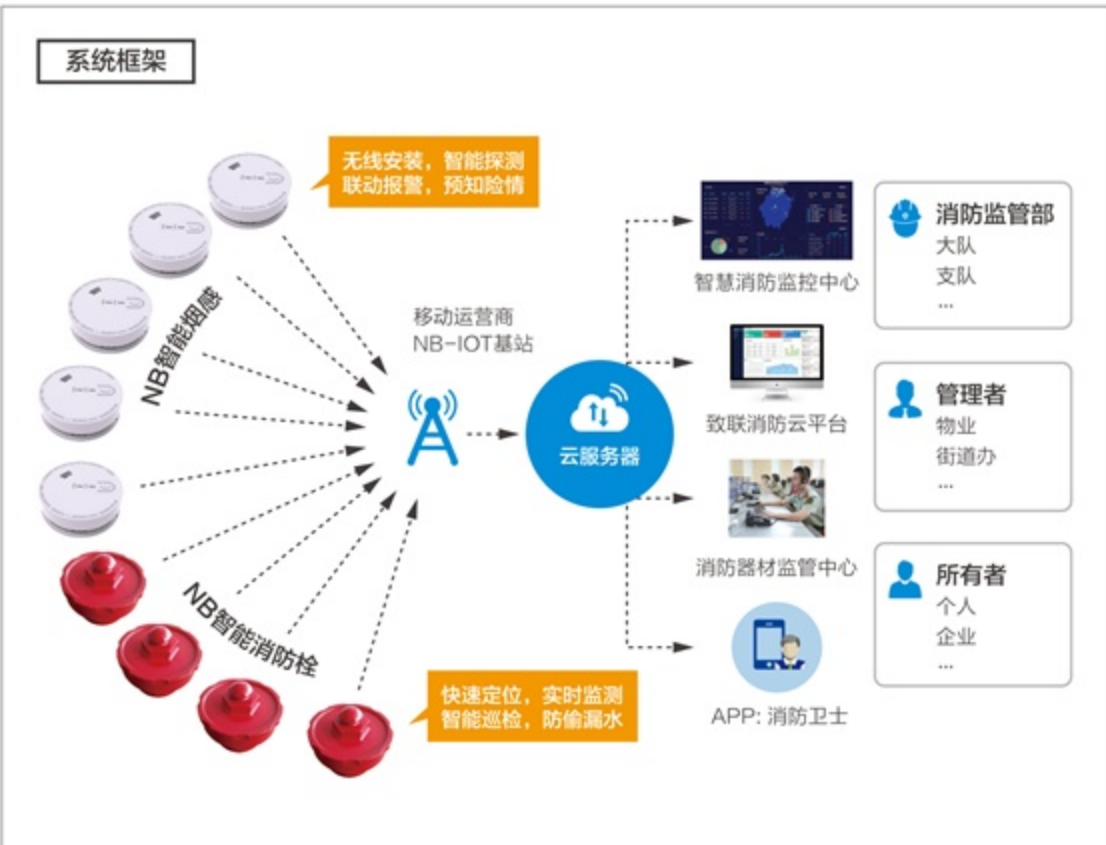 系统框架
无线安装，智能探测
联动报警，预知险情
NB智能烟感
移动运营商
NB-IOT基站
云服务器
NB智能消防栓
快速定位，实时监测
智能巡检，防偷漏水
智慧消防监控中心
致联消防云平台
消防器材监管中心
APP: 消防卫士
消防监管部
大队
支队
...
管理者
物业
街道办
...
所有者
个人
企业
...